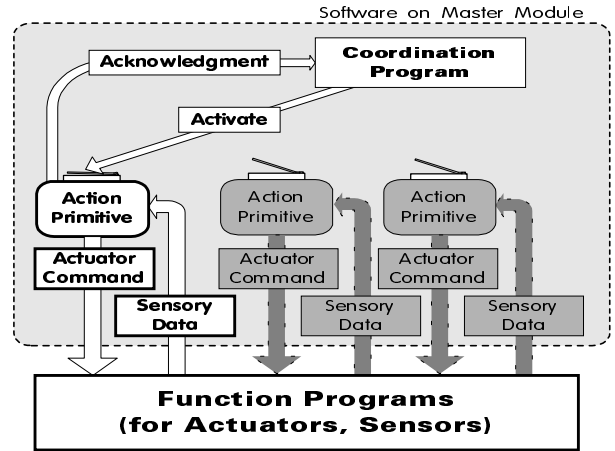 Software on Master Module
Acknowledgment
Coordination
Program
Activate
Action
Primitive
Actuator
Command
Sensory
Data
Action
Primitive
Actuator
Command
Sensory
Data
Action
Primitive
Actuator
Command
Sensory
Data
Function Programs
(for Actuators, Sensors)